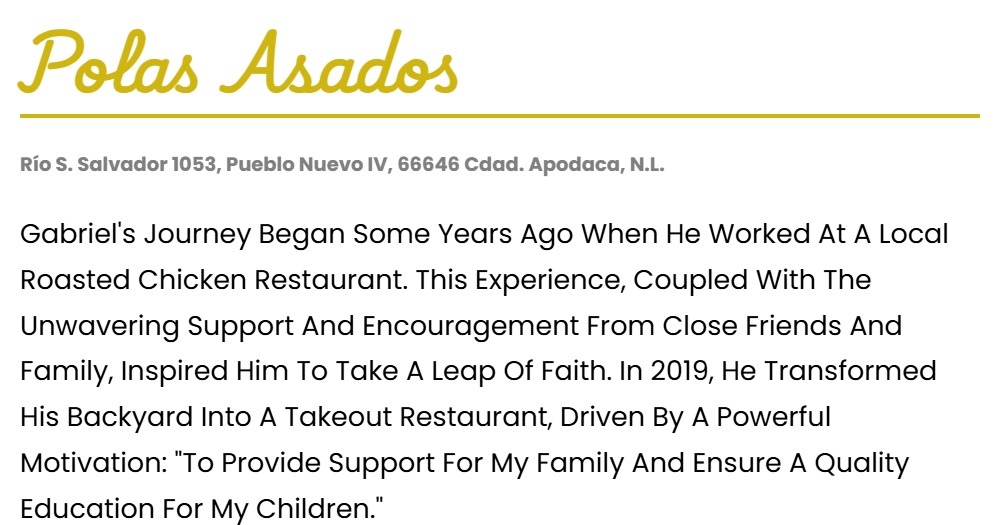 Polas Asados
Río S. Salvador 1053, Pueblo Nuevo IV, 66646 Cdad. Apodaca, N.L.
Gabriel's Journey Began Some Years Ago When He Worked At A Local
Roasted Chicken Restaurant. This Experience, Coupled With The
Unwavering Support And Encouragement From Close Friends And
Family, Inspired Him To Take A Leap Of Faith. In 2019, He Transformed
His Backyard Into A Takeout Restaurant, Driven By A Powerful
Motivation: "To Provide Support For My Family And Ensure A Quality
Education For My Children."